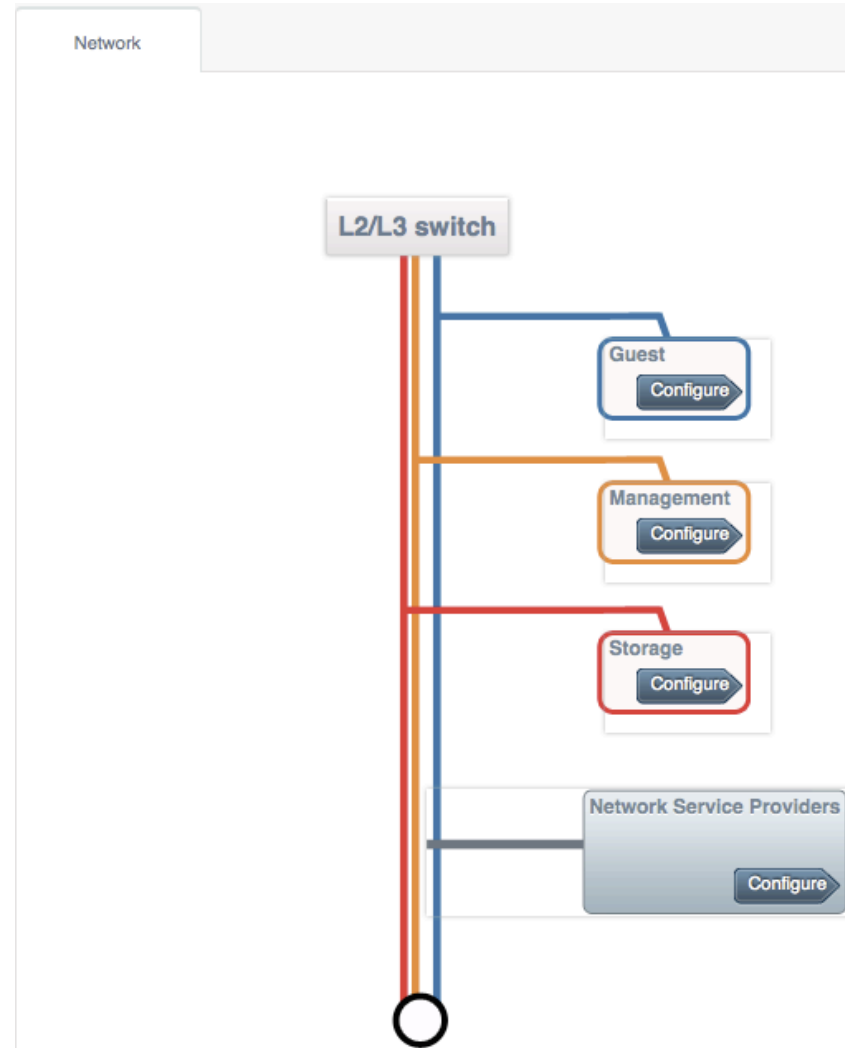 Network
L2/L3 switch
Guest
Configure
Management
Configure
Storage
Configure
Network Service Providers
Configure